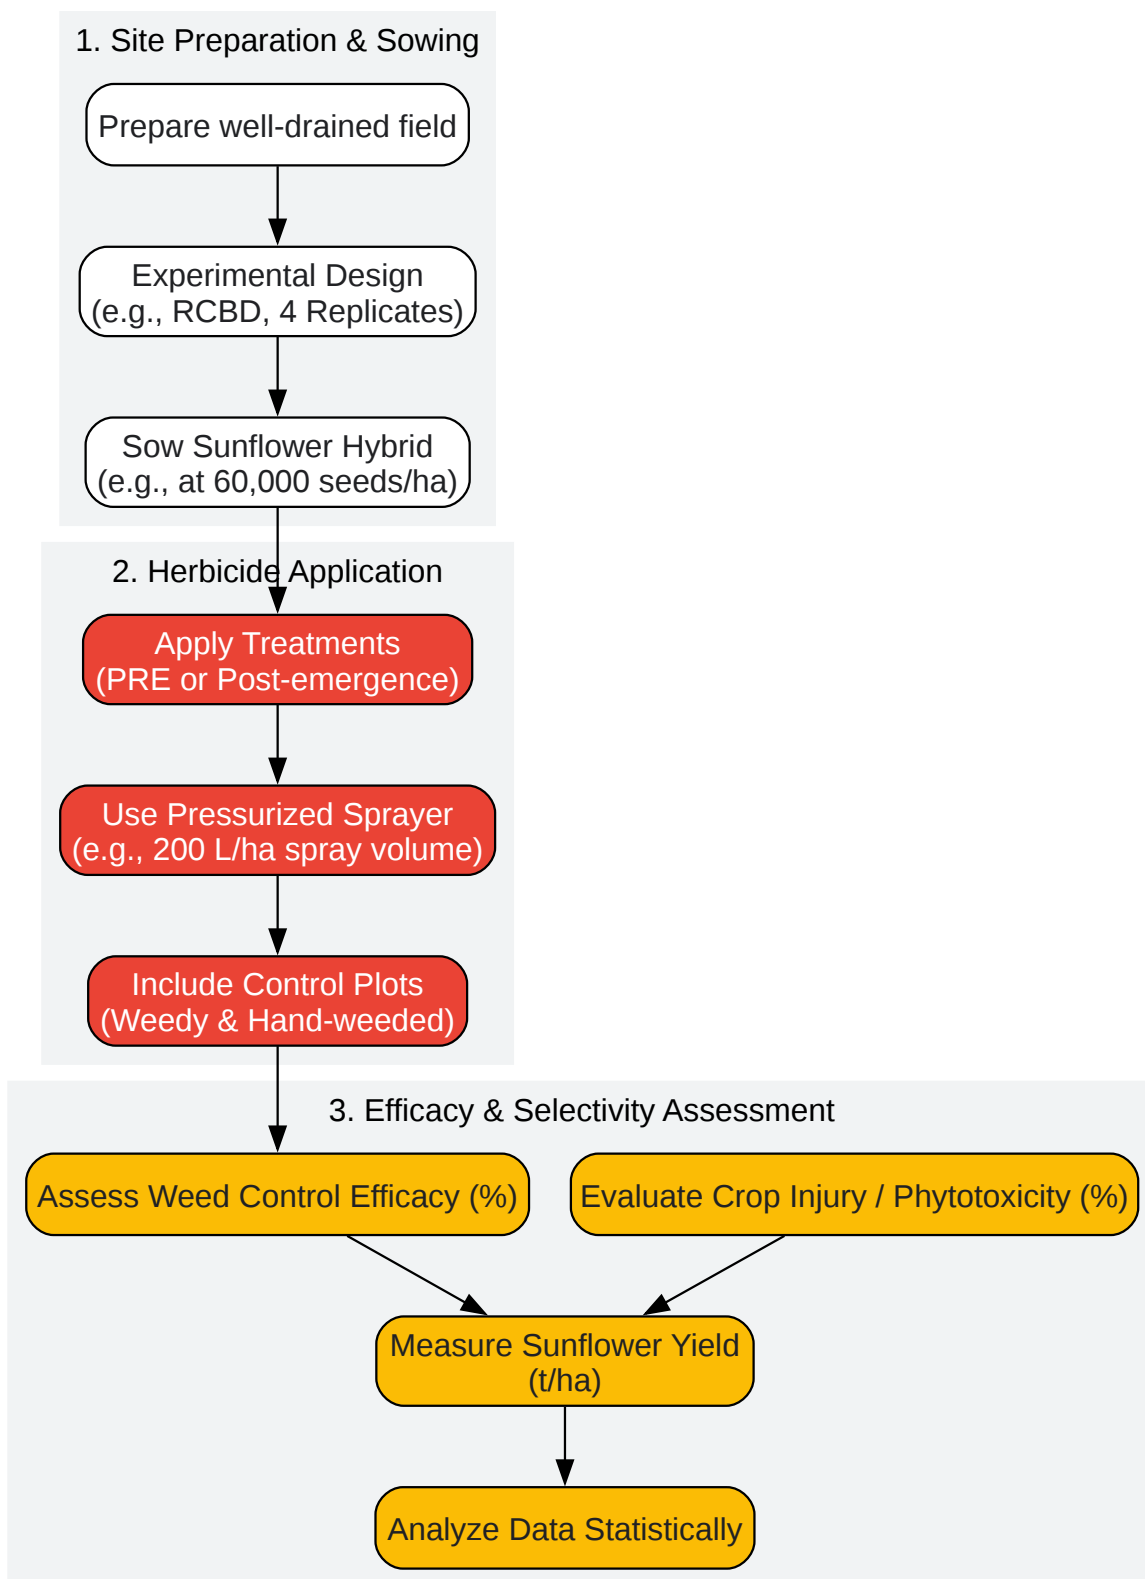 1. Site Preparation & Sowing
Prepare well-drained field
Experimental Design
(e.g., RCBD, 4 Replicates)
Sow Sunflower Hybrid
(e.g., at 60,000 seeds/ha)
2. Herbicide Application
Apply Treatments
(PRE or Post-emergence)
Use Pressurized Sprayer
(e.g., 200 L/ha spray volume)
Include Control Plots
(Weedy & Hand-weeded)
3. Efficacy & Selectivity Assessment
Assess Weed Control Efficacy (%)
Evaluate Crop Injury / Phytotoxicity (%)
Measure Sunflower Yield
(t/ha)
Analyze Data Statistically